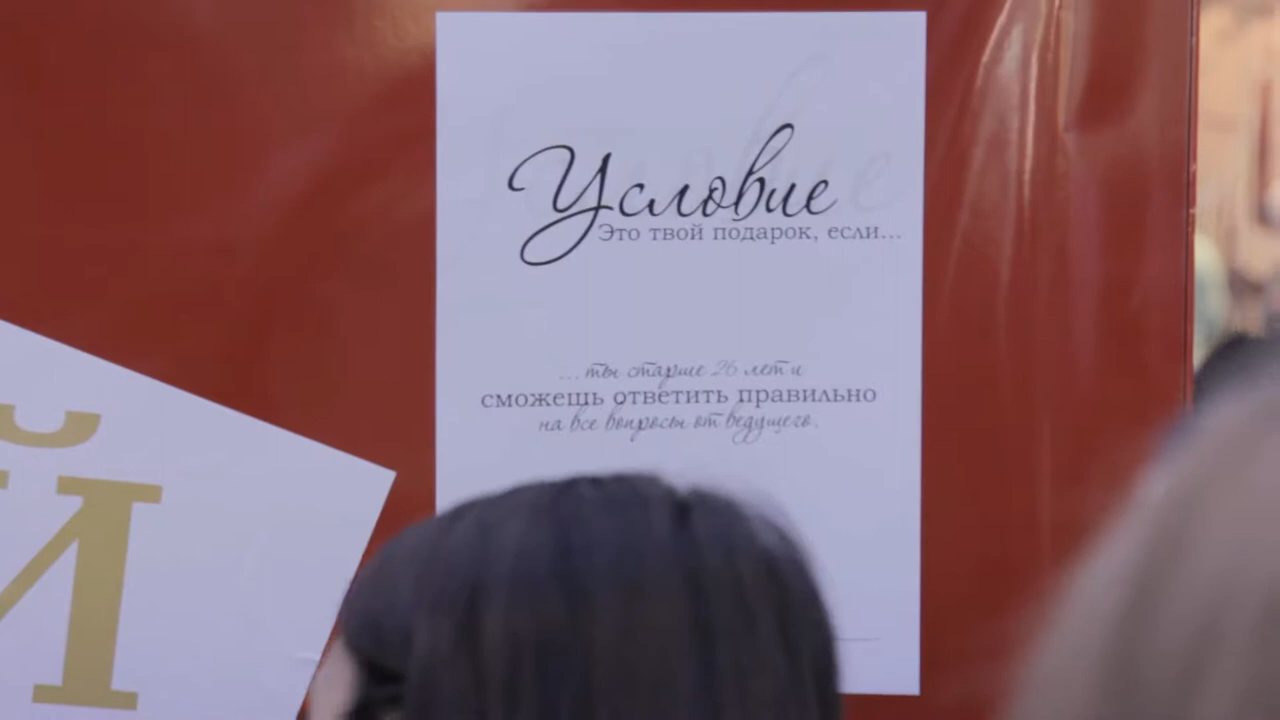 Условие
Это твой подарок, если...
...ты старше 26 лет и
сможешь ответить правильно
на все вопросы от ведущего.
Й